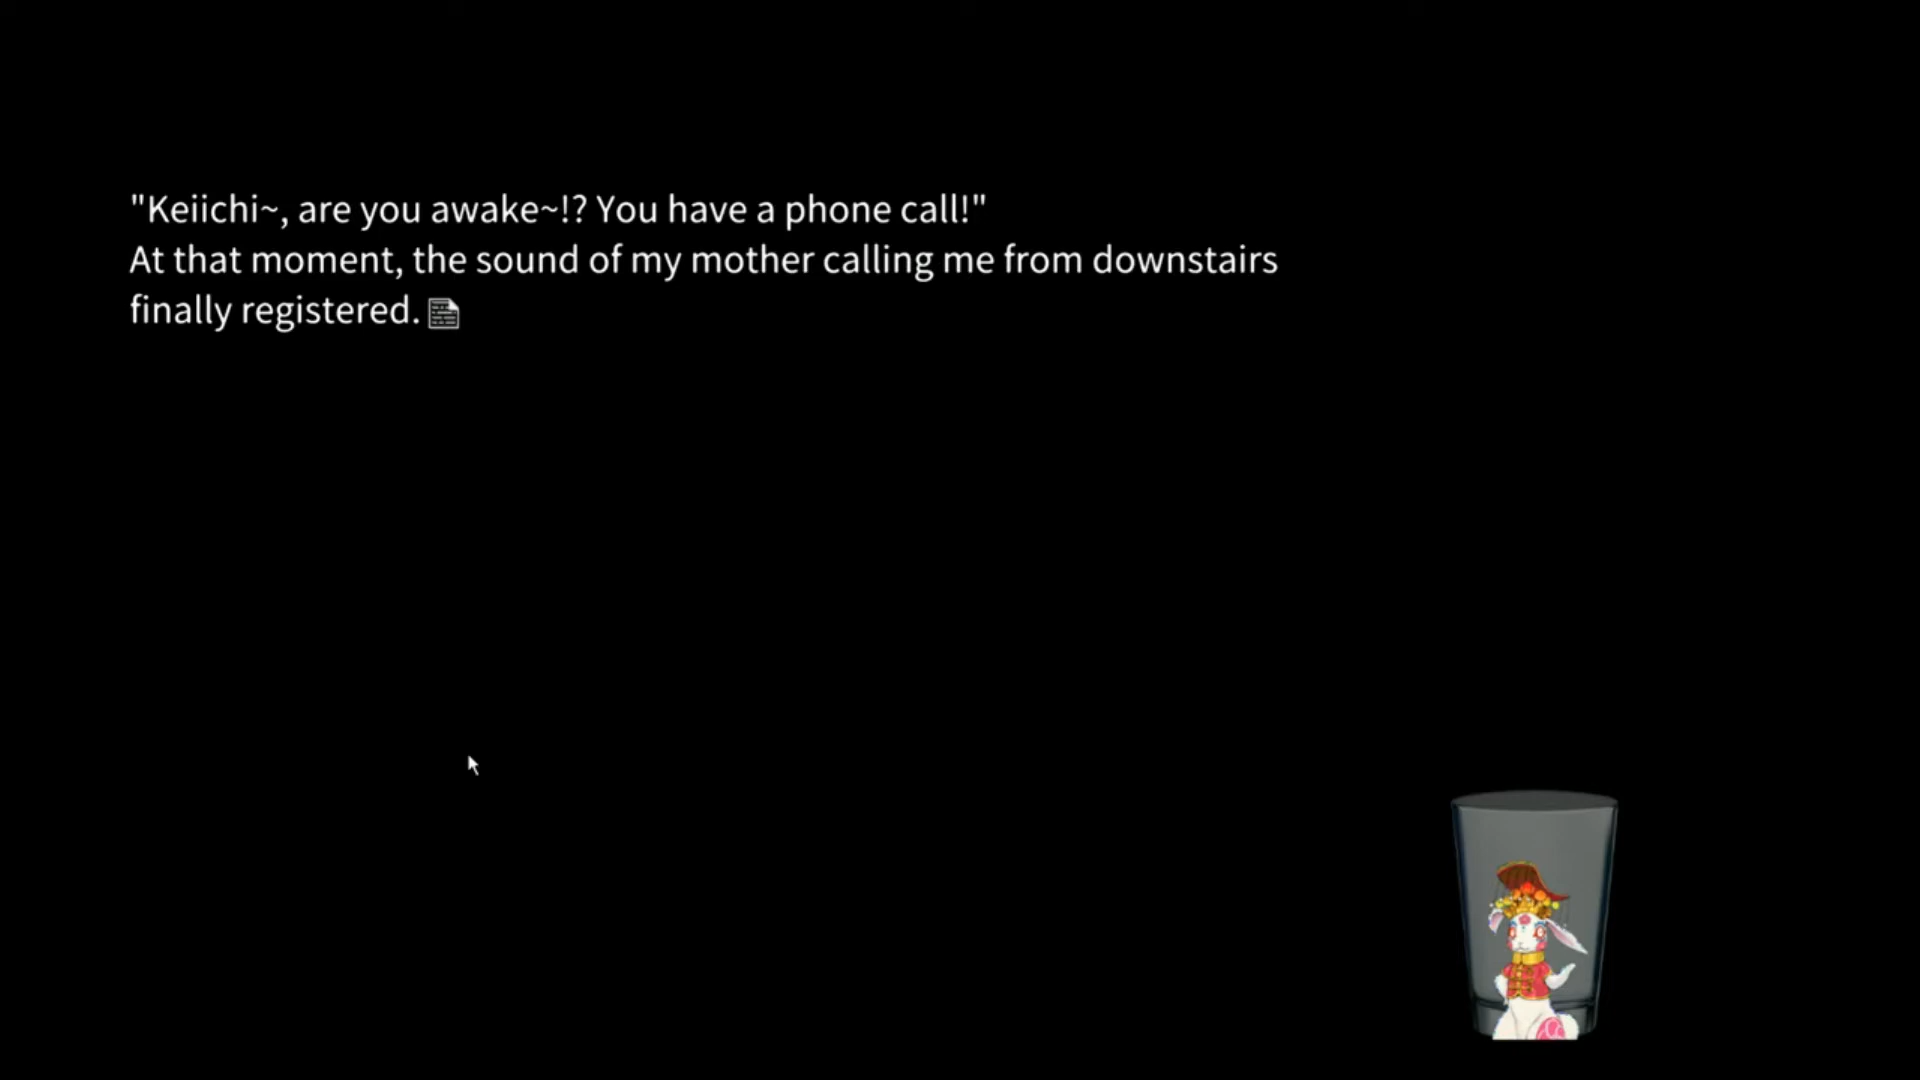 "Keiichi~, are you awake~!? You have a phone call!"
At that moment, the sound of my mother calling me from downstairs
finally registered.